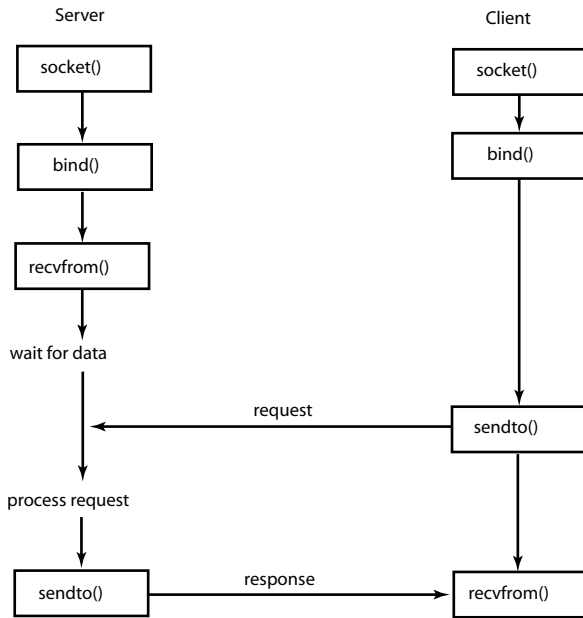 Server
Client
socket()
socket()
bind()
bind()
recvfrom()
wait for data
request
sendto()
process request
sendto()
response
recvfrom()